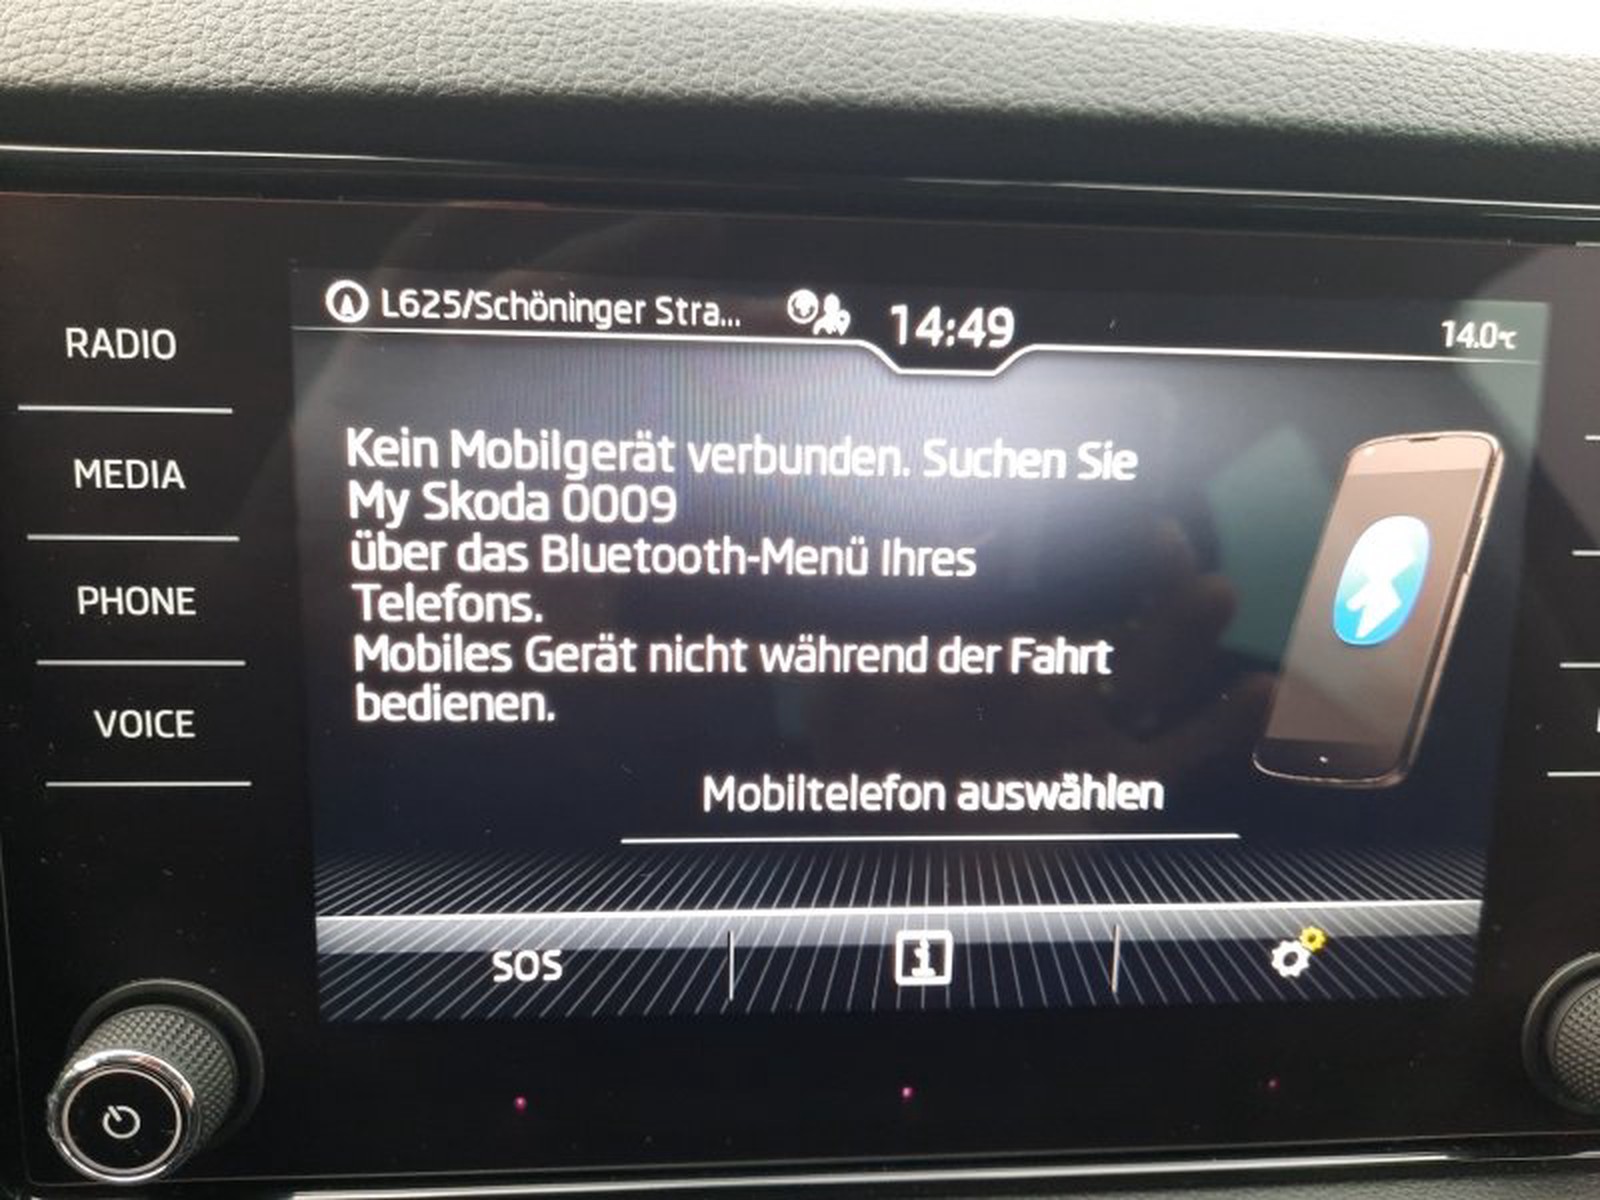 L625/Schöninger Stra...
14:49
14.0°C
RADIO
MEDIA
PHONE
VOICE
Kein Mobilgerät verbunden. Suchen Sie
My Skoda 0009
über das Bluetooth-Menü Ihres
Telefons.
Mobiles Gerät nicht während der Fahrt
bedienen.
Mobiltelefon auswählen
SOS